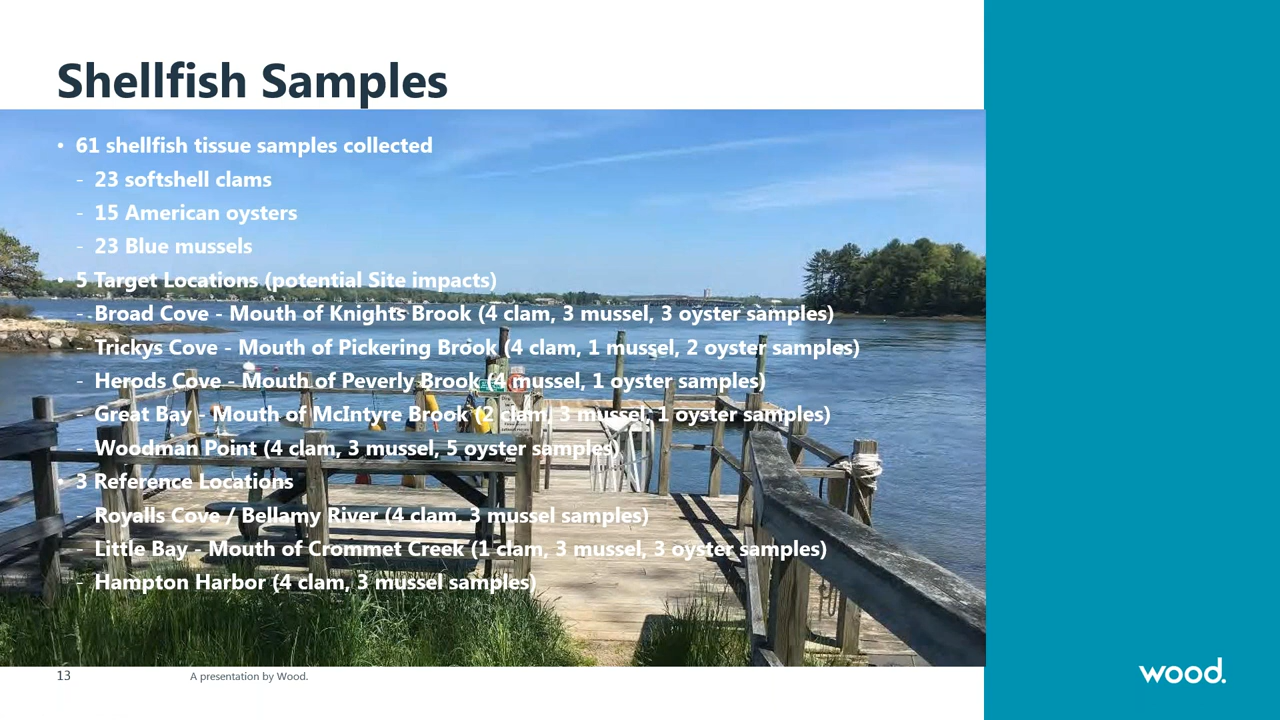 Shellfish Samples
• 61 shellfish tissue samples collected
- 23 softshell clams
- 15 American oysters
- 23 Blue mussels
• 5 Target Locations (potential Site impacts)
- Broad Cove - Mouth of Knights Brook (4 clam, 3 mussel, 3 oyster samples)
- Trickys Cove - Mouth of Pickering Brook (4 clam, 1 mussel, 2 oyster samples)
- Herods Cove - Mouth of Peverly Brook (4 mussel, 1 oyster samples)
- Great Bay - Mouth of McIntyre Brook (2 clam, 3 mussel, 1 oyster samples)
- Woodman Point (4 clam, 3 mussel, 5 oyster samples)
• 3 Reference Locations
- Royalls Cove / Bellamy River (4 clam, 3 mussel samples)
- Little Bay - Mouth of Crommet Creek (1 clam, 3 mussel, 3 oyster samples)
- Hampton Harbor (4 clam, 3 mussel samples)
13
A presentation by Wood.
wood.